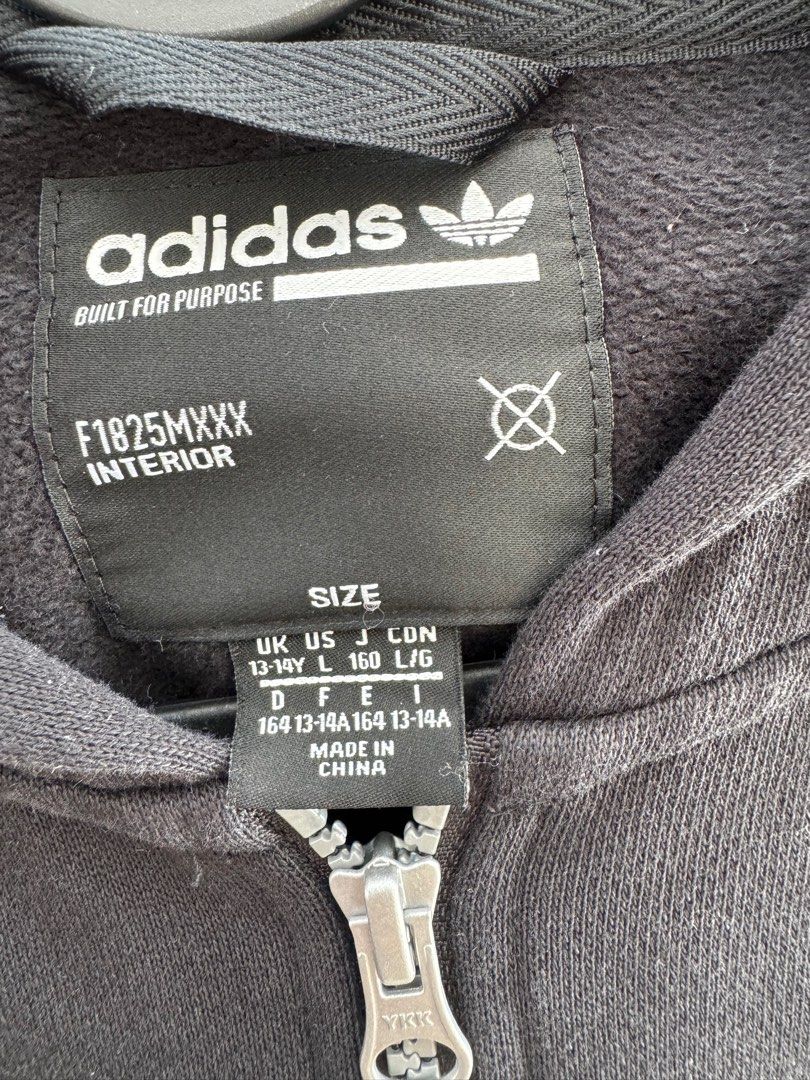 adidas
BUILT FOR PURPOSE
F1825MXXX
INTERIOR
SIZE
UK US J CDN
13-14Y L 160 L/G
D F E I
164 13-14A 164 13-14A
MADE IN
CHINA
YKK